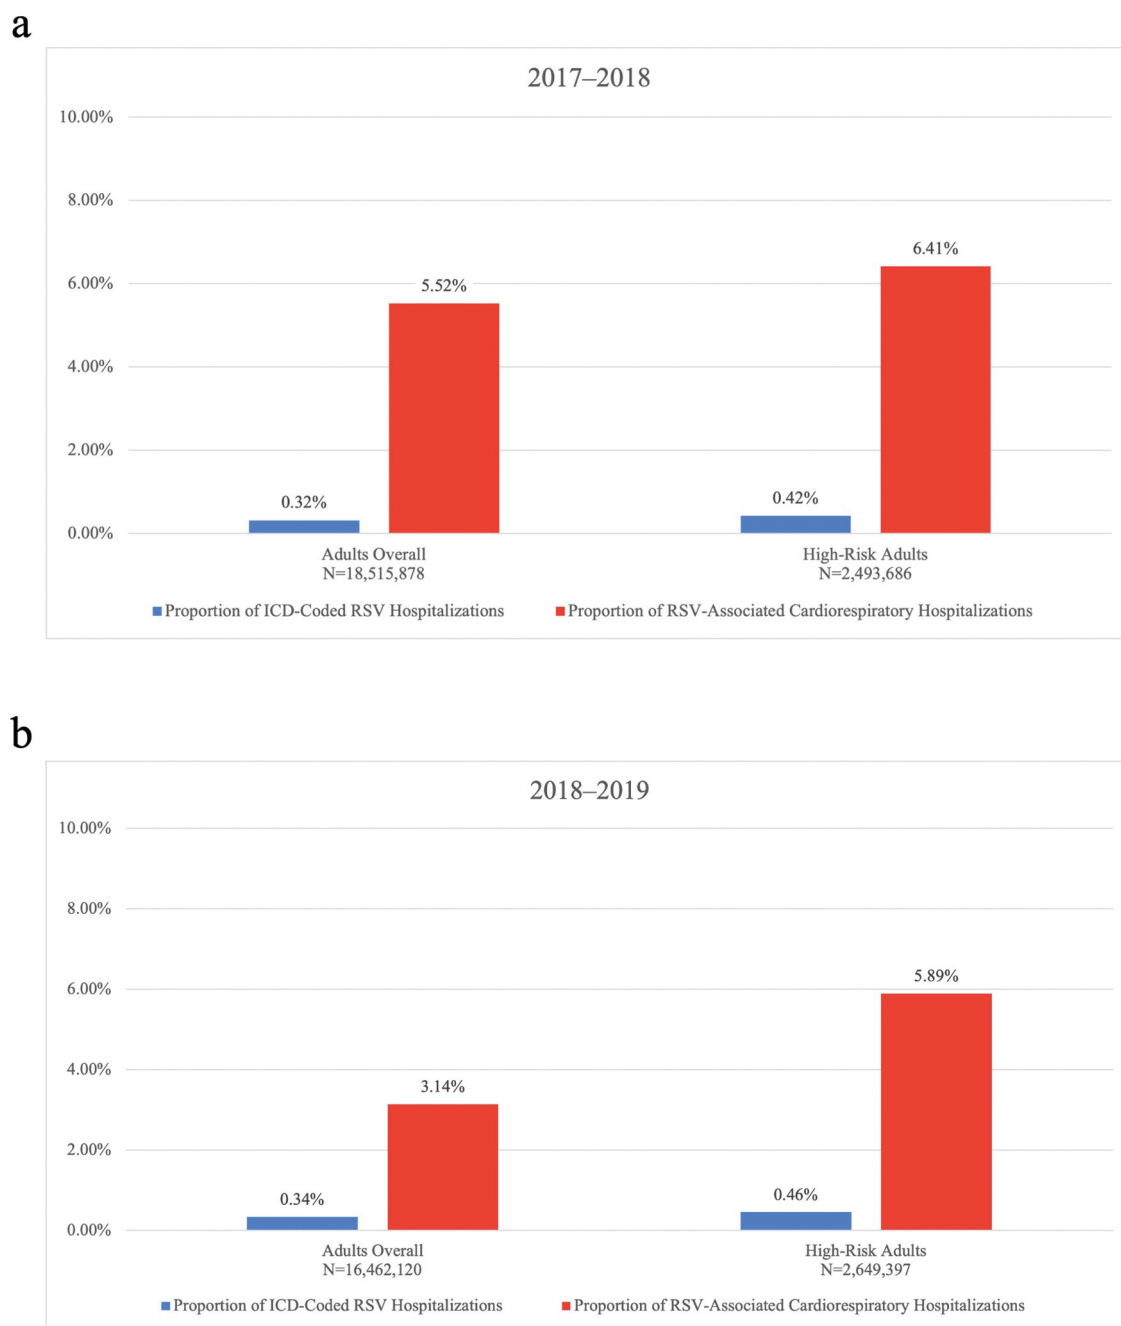 a
2017–2018
10.00%
8.00%
6.00%
4.00%
2.00%
0.00%
0.32%
5.52%
0.42%
6.41%
Adults Overall
N=18,515,878
High-Risk Adults
N=2,493,686
Proportion of ICD-Coded RSV Hospitalizations
Proportion of RSV-Associated Cardiorespiratory Hospitalizations
b
2018–2019
10.00%
8.00%
6.00%
4.00%
2.00%
0.00%
0.34%
3.14%
0.46%
5.89%
Adults Overall
N=16,462,120
High-Risk Adults
N=2,649,397
Proportion of ICD-Coded RSV Hospitalizations
Proportion of RSV-Associated Cardiorespiratory Hospitalizations